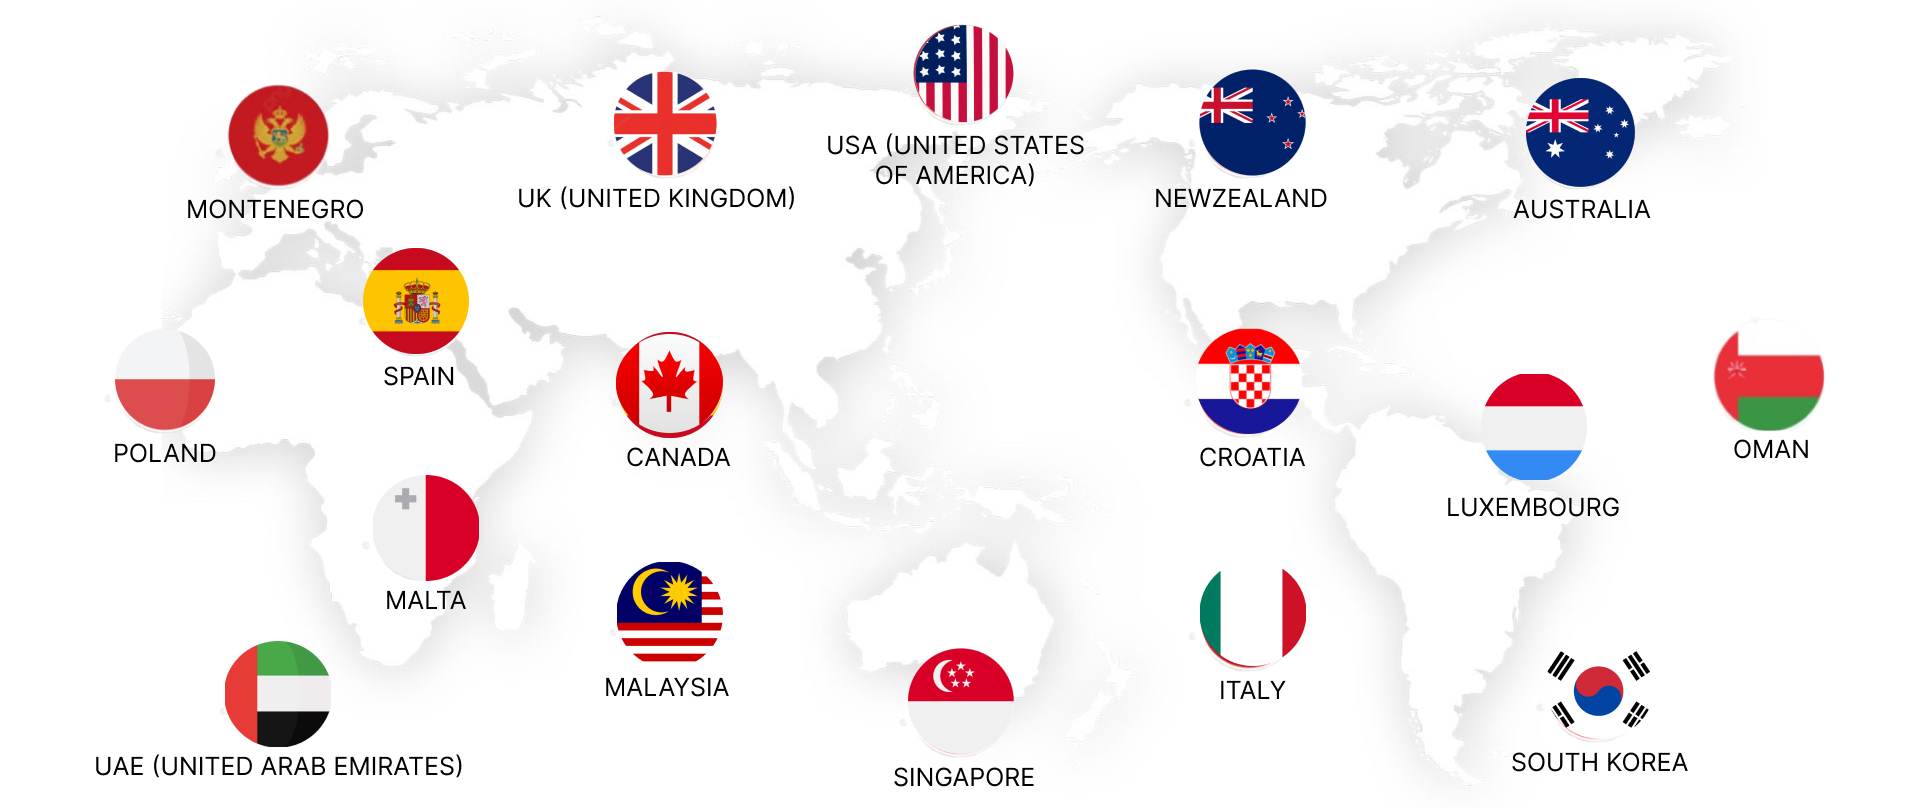 USA (UNITED STATES
OF AMERICA)
MONTENEGRO
UK (UNITED KINGDOM)
NEWZEALAND
AUSTRALIA
SPAIN
POLAND
CANADA
CROATIA
OMAN
LUXEMBOURG
MALTA
MALAYSIA
ITALY
UAE (UNITED ARAB EMIRATES)
SINGAPORE
SOUTH KOREA